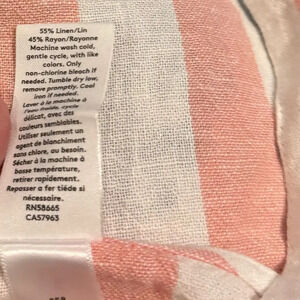 55% Linen/Lin
45% Rayon/Rayonne
Machine wash cold,
gentle cycle, with like
colors. Only
non-chlorine bleach if
needed. Tumble dry low,
remove promptly. Cool
iron if needed.
Laver à la machine à
l'eau froide, cycle
délicat, avec des
couleurs semblables.
Utiliser seulement un
agent de blanchiment
sans chlore, au besoin.
Sécher à la machine à
basse température,
retirer rapidement.
Repasser a fer tiède si
nécessaire.
RN58665
CA57963